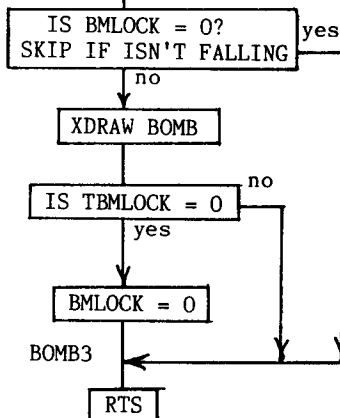 IS BMLOCK = 0?
SKIP IF ISN'T FALLING
yes
no
XDRAW BOMB
IS TBMLOCK = 0
no
yes
BMLOCK = 0
BOMB3
RTS